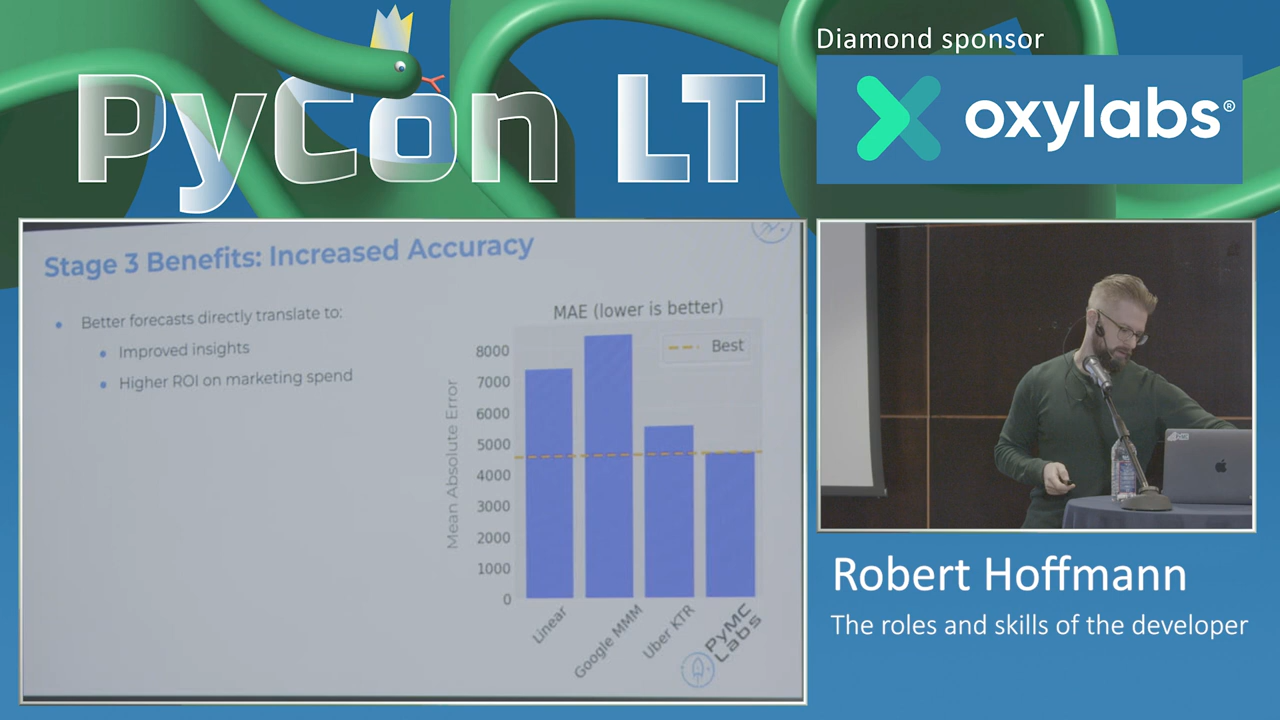 PyCon LT
Diamond sponsor
oxylabs®
Stage 3 Benefits: Increased Accuracy
Better forecasts directly translate to:
Improved insights
Higher ROI on marketing spend
MAE (lower is better)
Best
Mean Absolute Error
8000
7000
6000
5000
4000
3000
2000
1000
0
Linear
Google MMM
Uber KTR
PyMC
Labs
Robert Hoffmann
The roles and skills of the developer